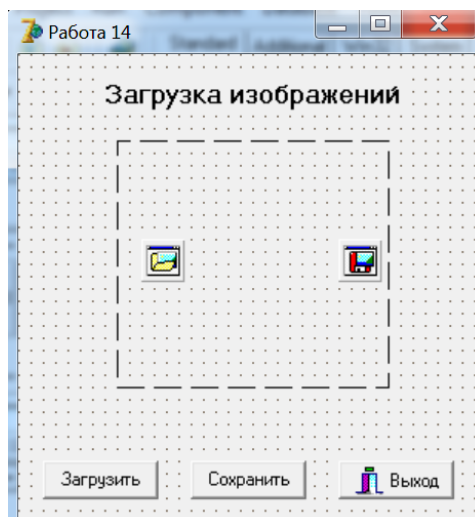 Работа 14
Загрузка изображений
Загрузить
Сохранить
Выход